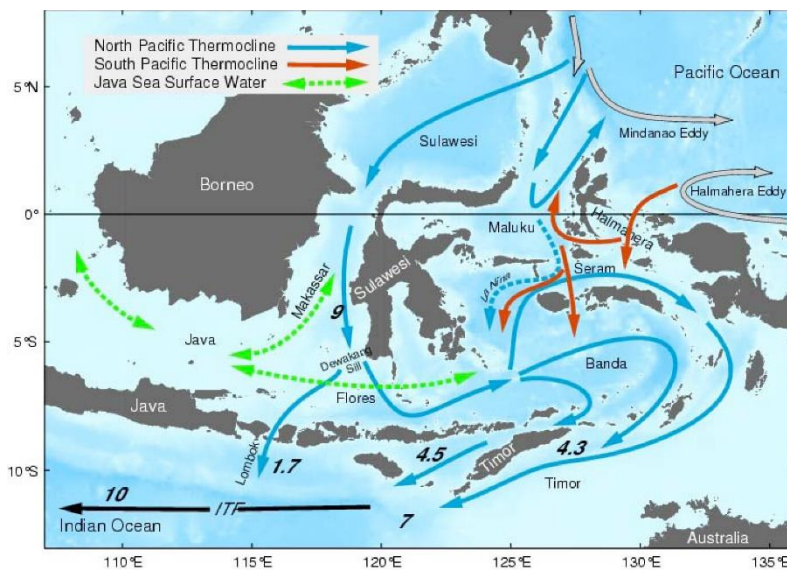 North Pacific Thermocline
South Pacific Thermocline
Java Sea Surface Water
5°N
Pacific Ocean
Sulawesi
Mindanao Eddy
Borneo
Halmahera Eddy
0°
Maluku
Halmahera
Sulawesi
Seram
Makassar
La Nina
9
5°S
Java
Dewakang
Sill
Banda
Flores
Java
Lombok
1.7
4.5
Timor
4.3
10°S
Timor
10
ITF
7
Indian Ocean
Australia
110°E
115°E
120°E
125°E
130°E
135°E